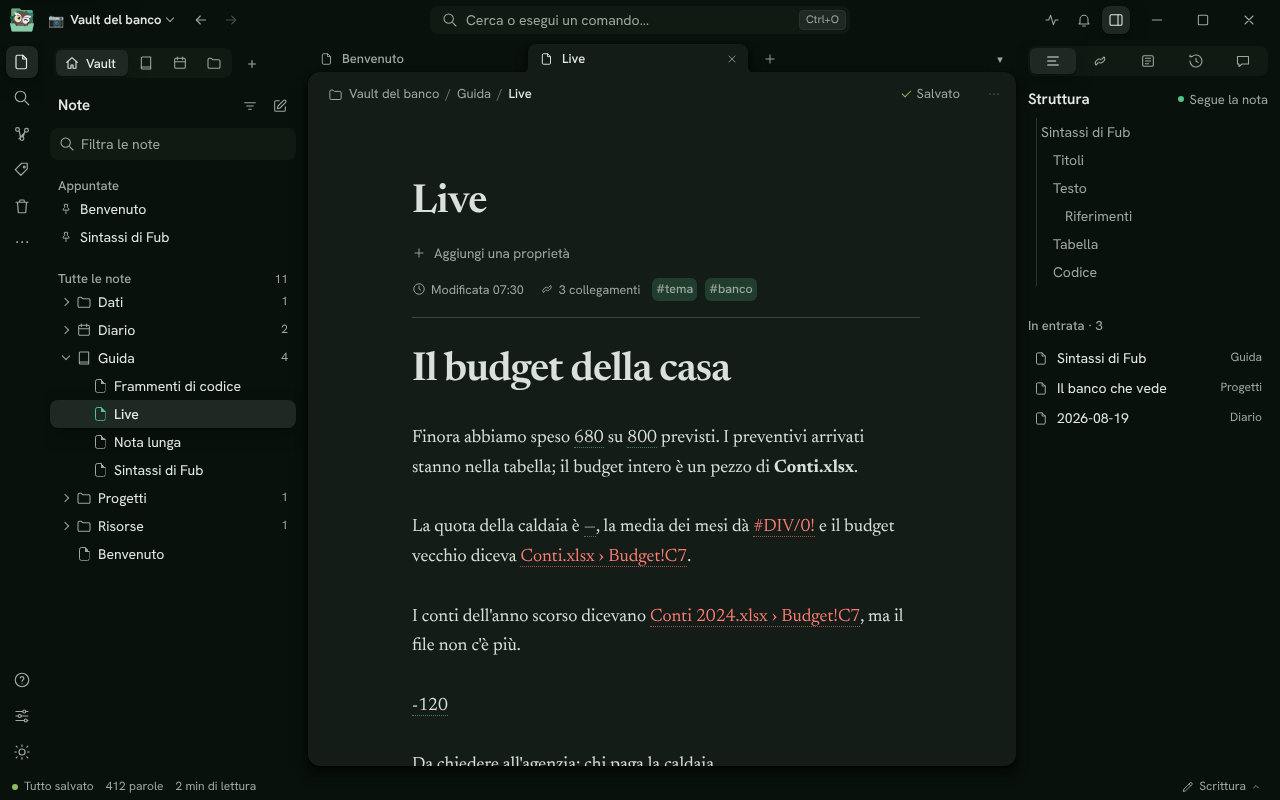 Vault del banco
Cerca o esegui un comando...
Ctrl+O
Vault
Benvenuto
Live
Note
Filtra le note
Appuntate
Benvenuto
Sintassi di Fub
Tutte le note 11
Dati 1
Diario 2
Guida 4
Frammenti di codice
Live
Nota lunga
Sintassi di Fub
Progetti 1
Risorse 1
Benvenuto
Vault del banco / Guida / Live
Salvato
Live
Aggiungi una proprietà
Modificata 07:30 3 collegamenti #tema #banco
Il budget della casa
Finora abbiamo speso 680 su 800 previsti. I preventivi arrivati
stanno nella tabella; il budget intero è un pezzo di Conti.xlsx.
La quota della caldaia è —, la media dei mesi dà #DIV/0! e il budget
vecchio diceva Conti.xlsx › Budget!C7.
I conti dell'anno scorso dicevano Conti 2024.xlsx › Budget!C7, ma il
file non c'è più.
-120
Da chiedere all'agenzia: chi paga la caldaia
Struttura
Segue la nota
Sintassi di Fub
Titoli
Testo
Riferimenti
Tabella
Codice
In entrata · 3
Sintassi di Fub Guida
Il banco che vede Progetti
2026-08-19 Diario
Tutto salvato 412 parole 2 min di lettura
Scrittura